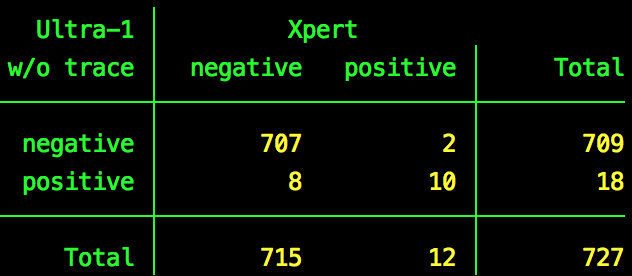 Ultra-1 Xpert
w/o trace negative positive Total
negative 707 2 709
positive 8 10 18
Total 715 12 727